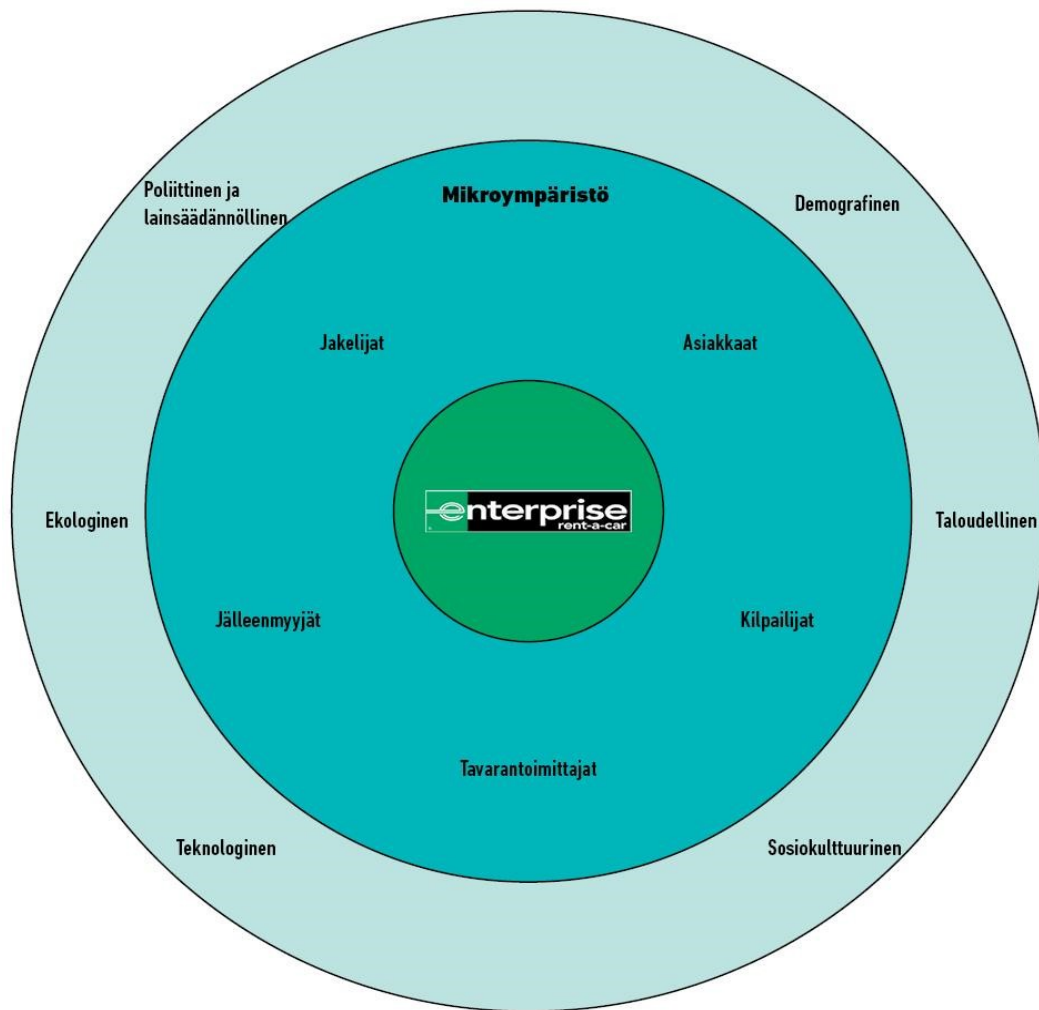 Poliittinen ja
lainsäädännöllinen
Mikroympäristö
Demografinen
Jakelijat
Asiakkaat
enterprise
rent-a-car
Ekologinen
Taloudellinen
Jälleenmyyjät
Kilpailijat
Tavarantoimittajat
Teknologinen
Sosiokulttuurinen